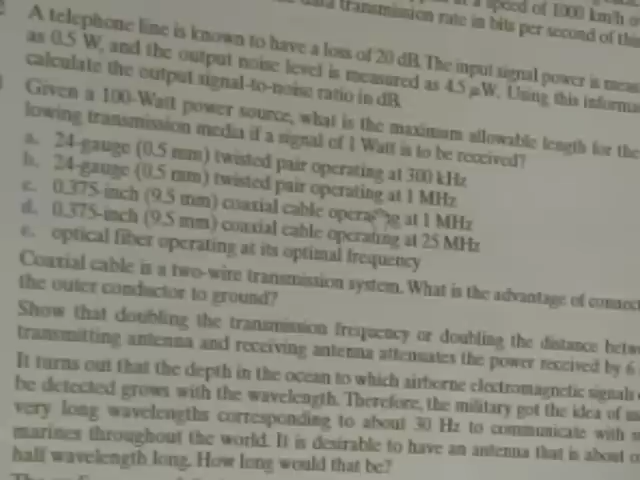 a speed of 1000 km/h
data transmission rate in bits per second of this
A telephone line is known to have a loss of 20 dB. The input signal power is
as 0.5 W, and the output noise level is measured as 4.5 µW. Using this
calculate the output signal-to-noise ratio in dB.
Given a 100-Watt power source, what is the maximum allowable length for the
lowing transmission media if a signal of 1 Watt is to be received?
a. 24-gauge (0.5 mm) twisted pair operating at 300 kHz
b. 24-gauge (0.5 mm) twisted pair operating at 1 MHz
c. 0.375-inch (9.5 mm) coaxial cable operating at 1 MHz
d. 0.375-inch (9.5 mm) coaxial cable operating at 25 MHz
e. optical fiber operating at its optimal frequency
Coaxial cable is a two-wire transmission system. What is the advantage of connect
the outer conductor to ground?
Show that doubling the transmission frequency or doubling the distance betw
transmitting antenna and receiving antenna attenuates the power received by 6
It turns out that the depth in the ocean to which airborne electromagnetic signals
be detected grows with the wavelength. Therefore, the military got the idea of us
very long wavelengths corresponding to about 30 Hz to communicate with s
marines throughout the world. It is desirable to have an antenna that is about o
half wavelength long. How long would that be?